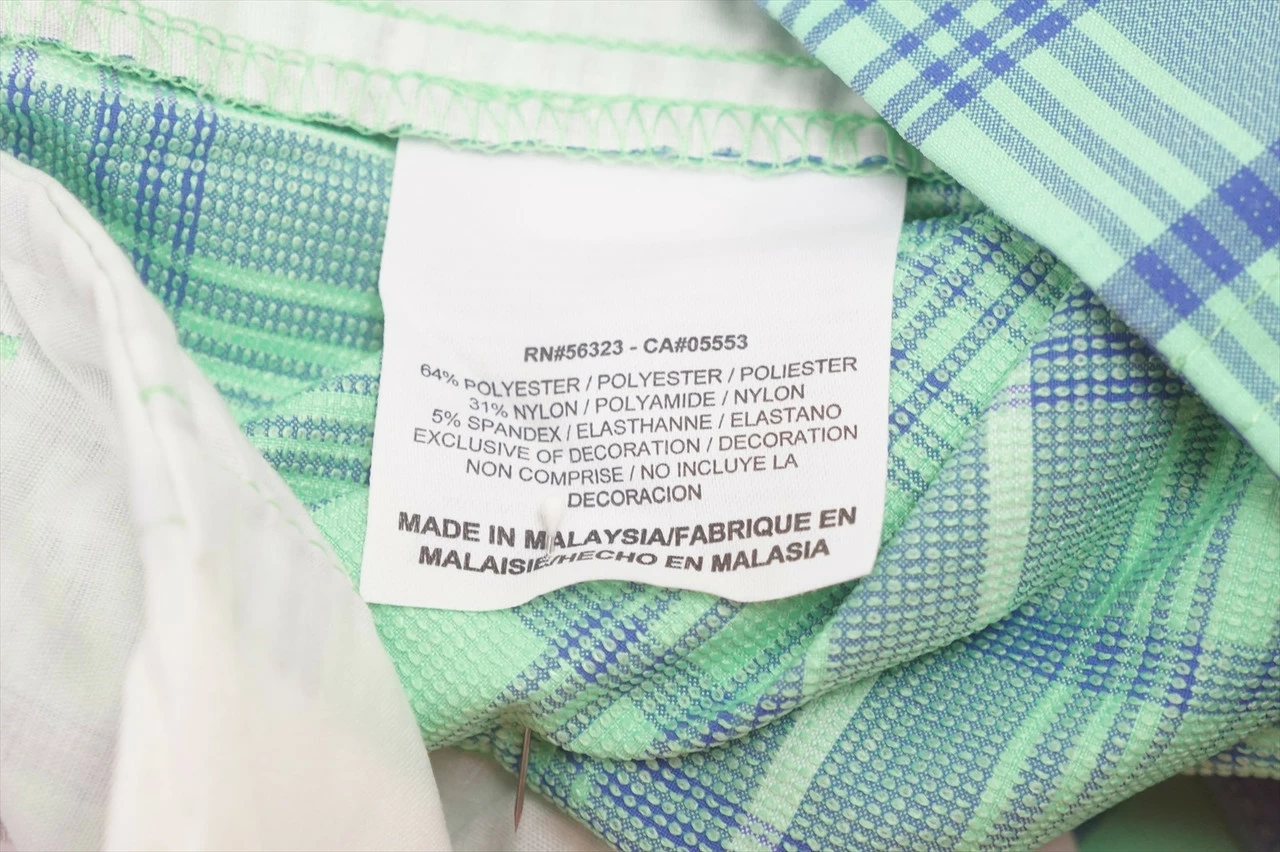 RN#56323 - CA#05553
64% POLYESTER / POLYESTER / POLIESTER
31% NYLON / POLYAMIDE / NYLON
5% SPANDEX / ELASTHANNE / ELASTANO
EXCLUSIVE OF DECORATION / DECORATION
NON COMPRISE / NO INCLUYE LA
DECORACION
MADE IN MALAYSIA/FABRIQUE EN
MALAISIE/HECHO EN MALASIA